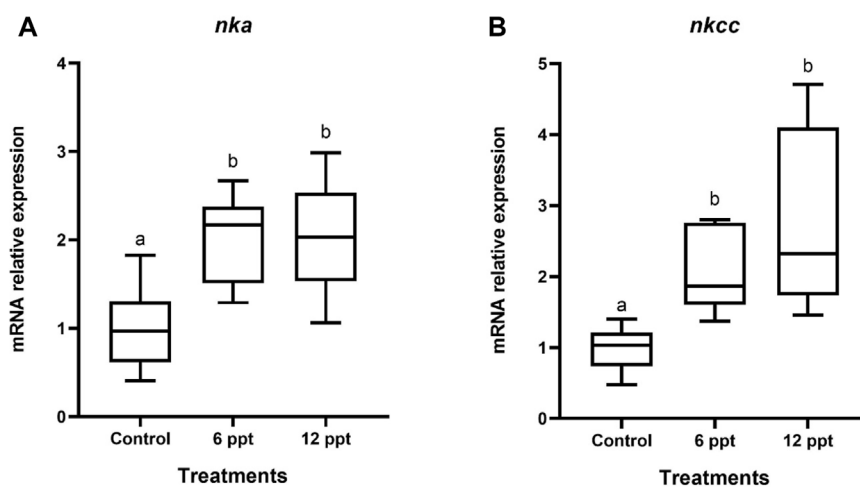 A
nka
mRNA relative expression
4
3
2
1
0
a
b
b
Control
6 ppt
12 ppt
Treatments
B
nkcc
mRNA relative expression
5
4
3
2
1
0
a
b
b
Control
6 ppt
12 ppt
Treatments